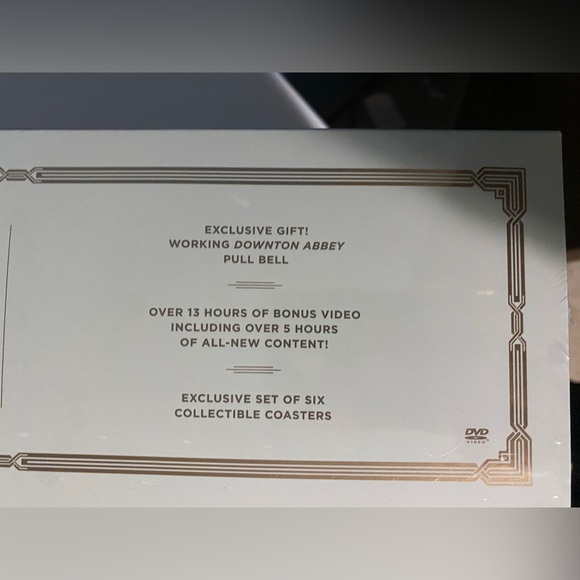 EXCLUSIVE GIFT!
WORKING DOWNTON ABBEY
PULL BELL
OVER 13 HOURS OF BONUS VIDEO
INCLUDING OVER 5 HOURS
OF ALL-NEW CONTENT!
EXCLUSIVE SET OF SIX
COLLECTIBLE COASTERS
DVD
VIDEO